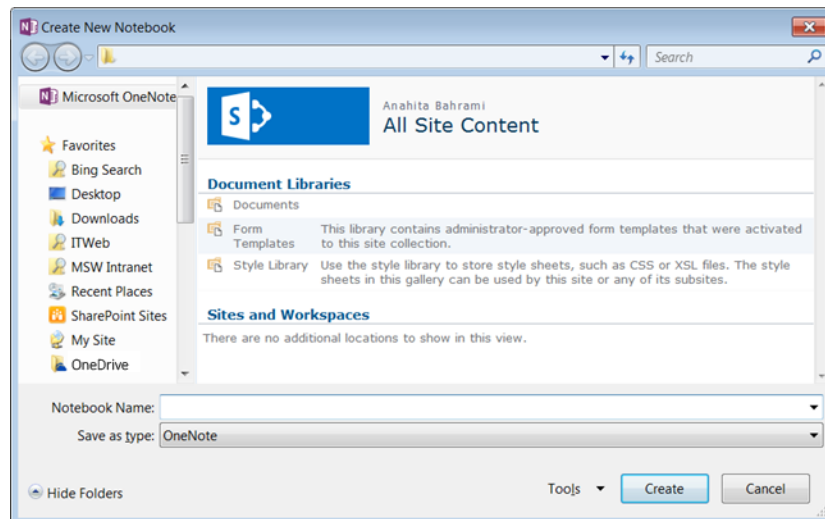 Create New Notebook
Search
Microsoft OneNote
Favorites
Bing Search
Desktop
Downloads
ITWeb
MSW Intranet
Recent Places
SharePoint Sites
My Site
OneDrive
Anahita Bahrami
All Site Content
Document Libraries
Documents
Form Templates
This library contains administrator-approved form templates that were activated
to this site collection.
Style Library
Use the style library to store style sheets, such as CSS or XSL files. The style
sheets in this gallery can be used by this site or any of its subsites.
Sites and Workspaces
There are no additional locations to show in this view.
Notebook Name:
Save as type: OneNote
Hide Folders
Tools
Create
Cancel